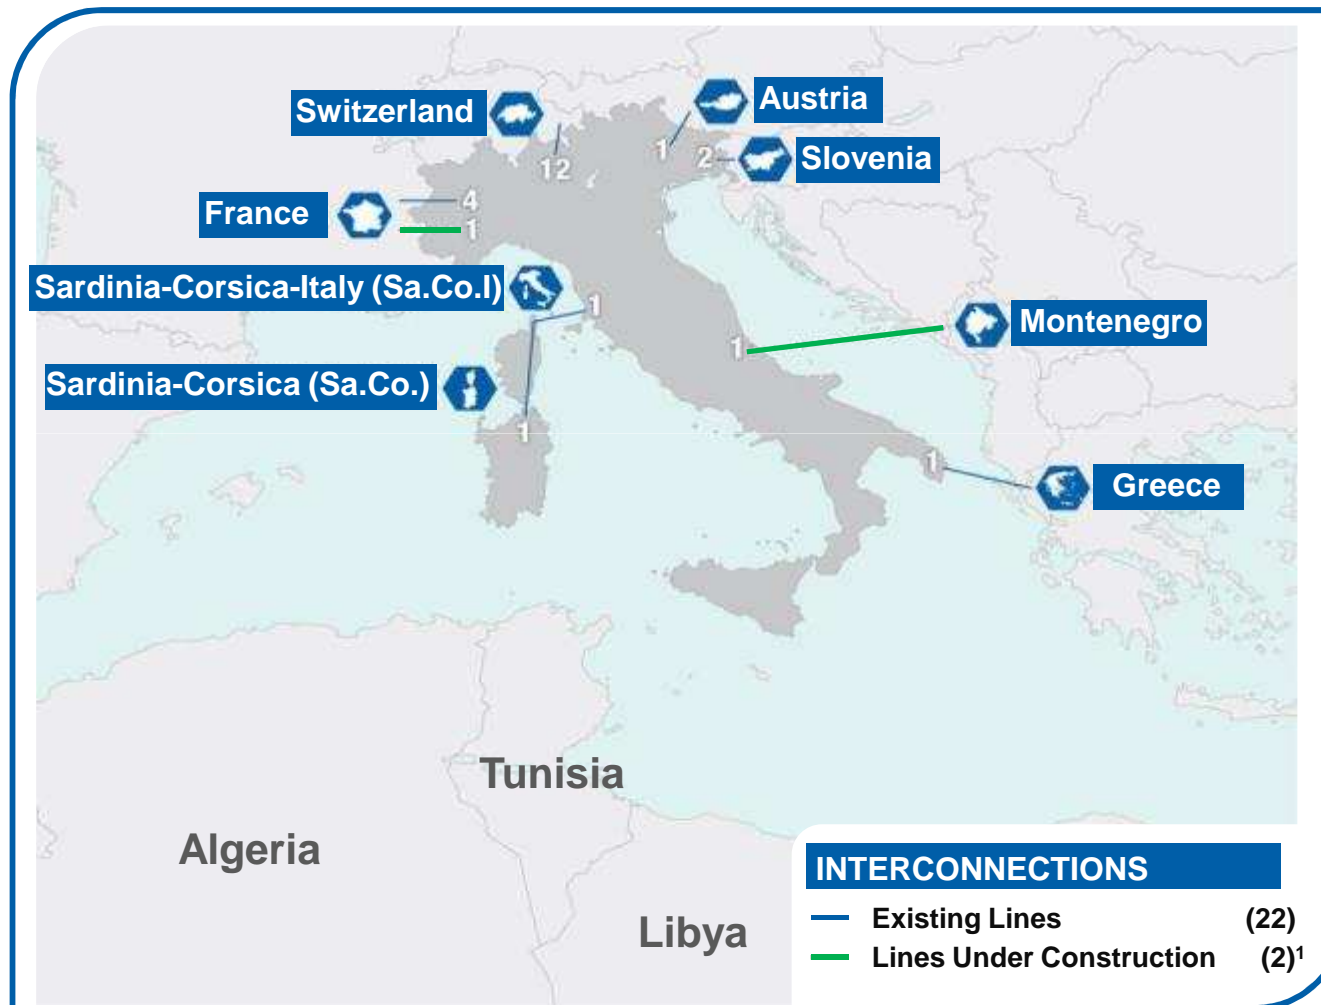 Switzerland
Austria
12
1
2
Slovenia
France
4
1
Sardinia-Corsica-Italy (Sa.Co.I)
1
1
Montenegro
Sardinia-Corsica (Sa.Co.)
1
1
Greece
Tunisia
Algeria
Libya
INTERCONNECTIONS
Existing Lines (22)
Lines Under Construction (2)¹